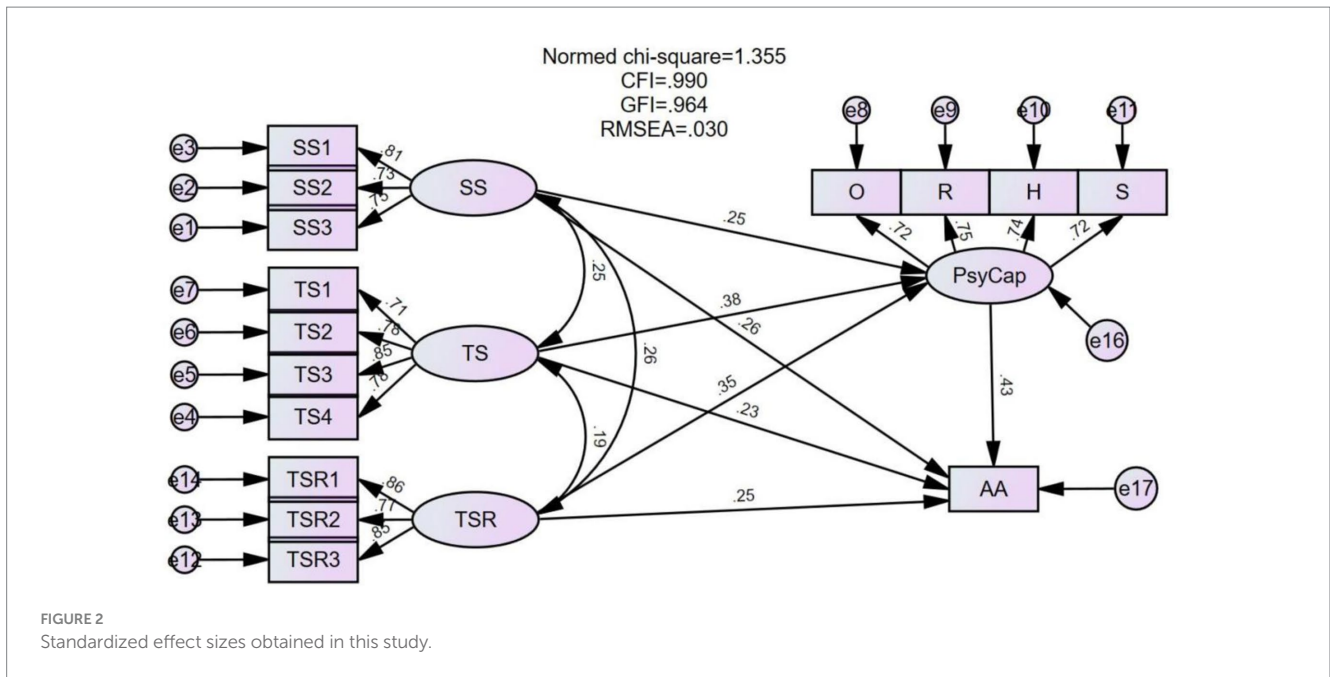 Normed chi-square=1.355
CFI=.990
GFI=.964
RMSEA=.030
e3
SS1
.81
e2
SS2
.73
e1
SS3
.75
SS
e7
TS1
.71
e6
TS2
.78
e5
TS3
.85
e4
TS4
.78
TS
e14
TSR1
.86
e13
TSR2
.77
e12
TSR3
TSR
.25
.26
.19
.25
.38
.26
.35
.23
.25
e8
e9
e10
e11
O
R
H
S
.72
.75
.74
.72
PsyCap
e16
.43
AA
e17
FIGURE 2
Standardized effect sizes obtained in this study.